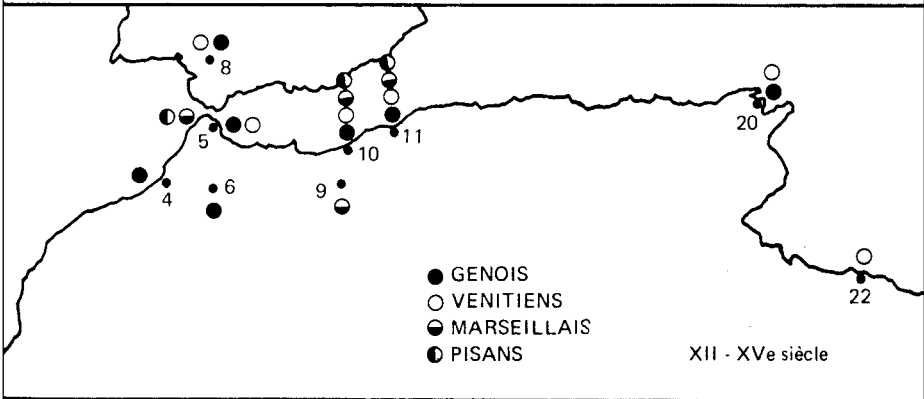 8
5
11
20
10
4
6
9
GENOIS
VENITIENS
22
MARSEILLAIS
PISANS
XII - XVe siècle